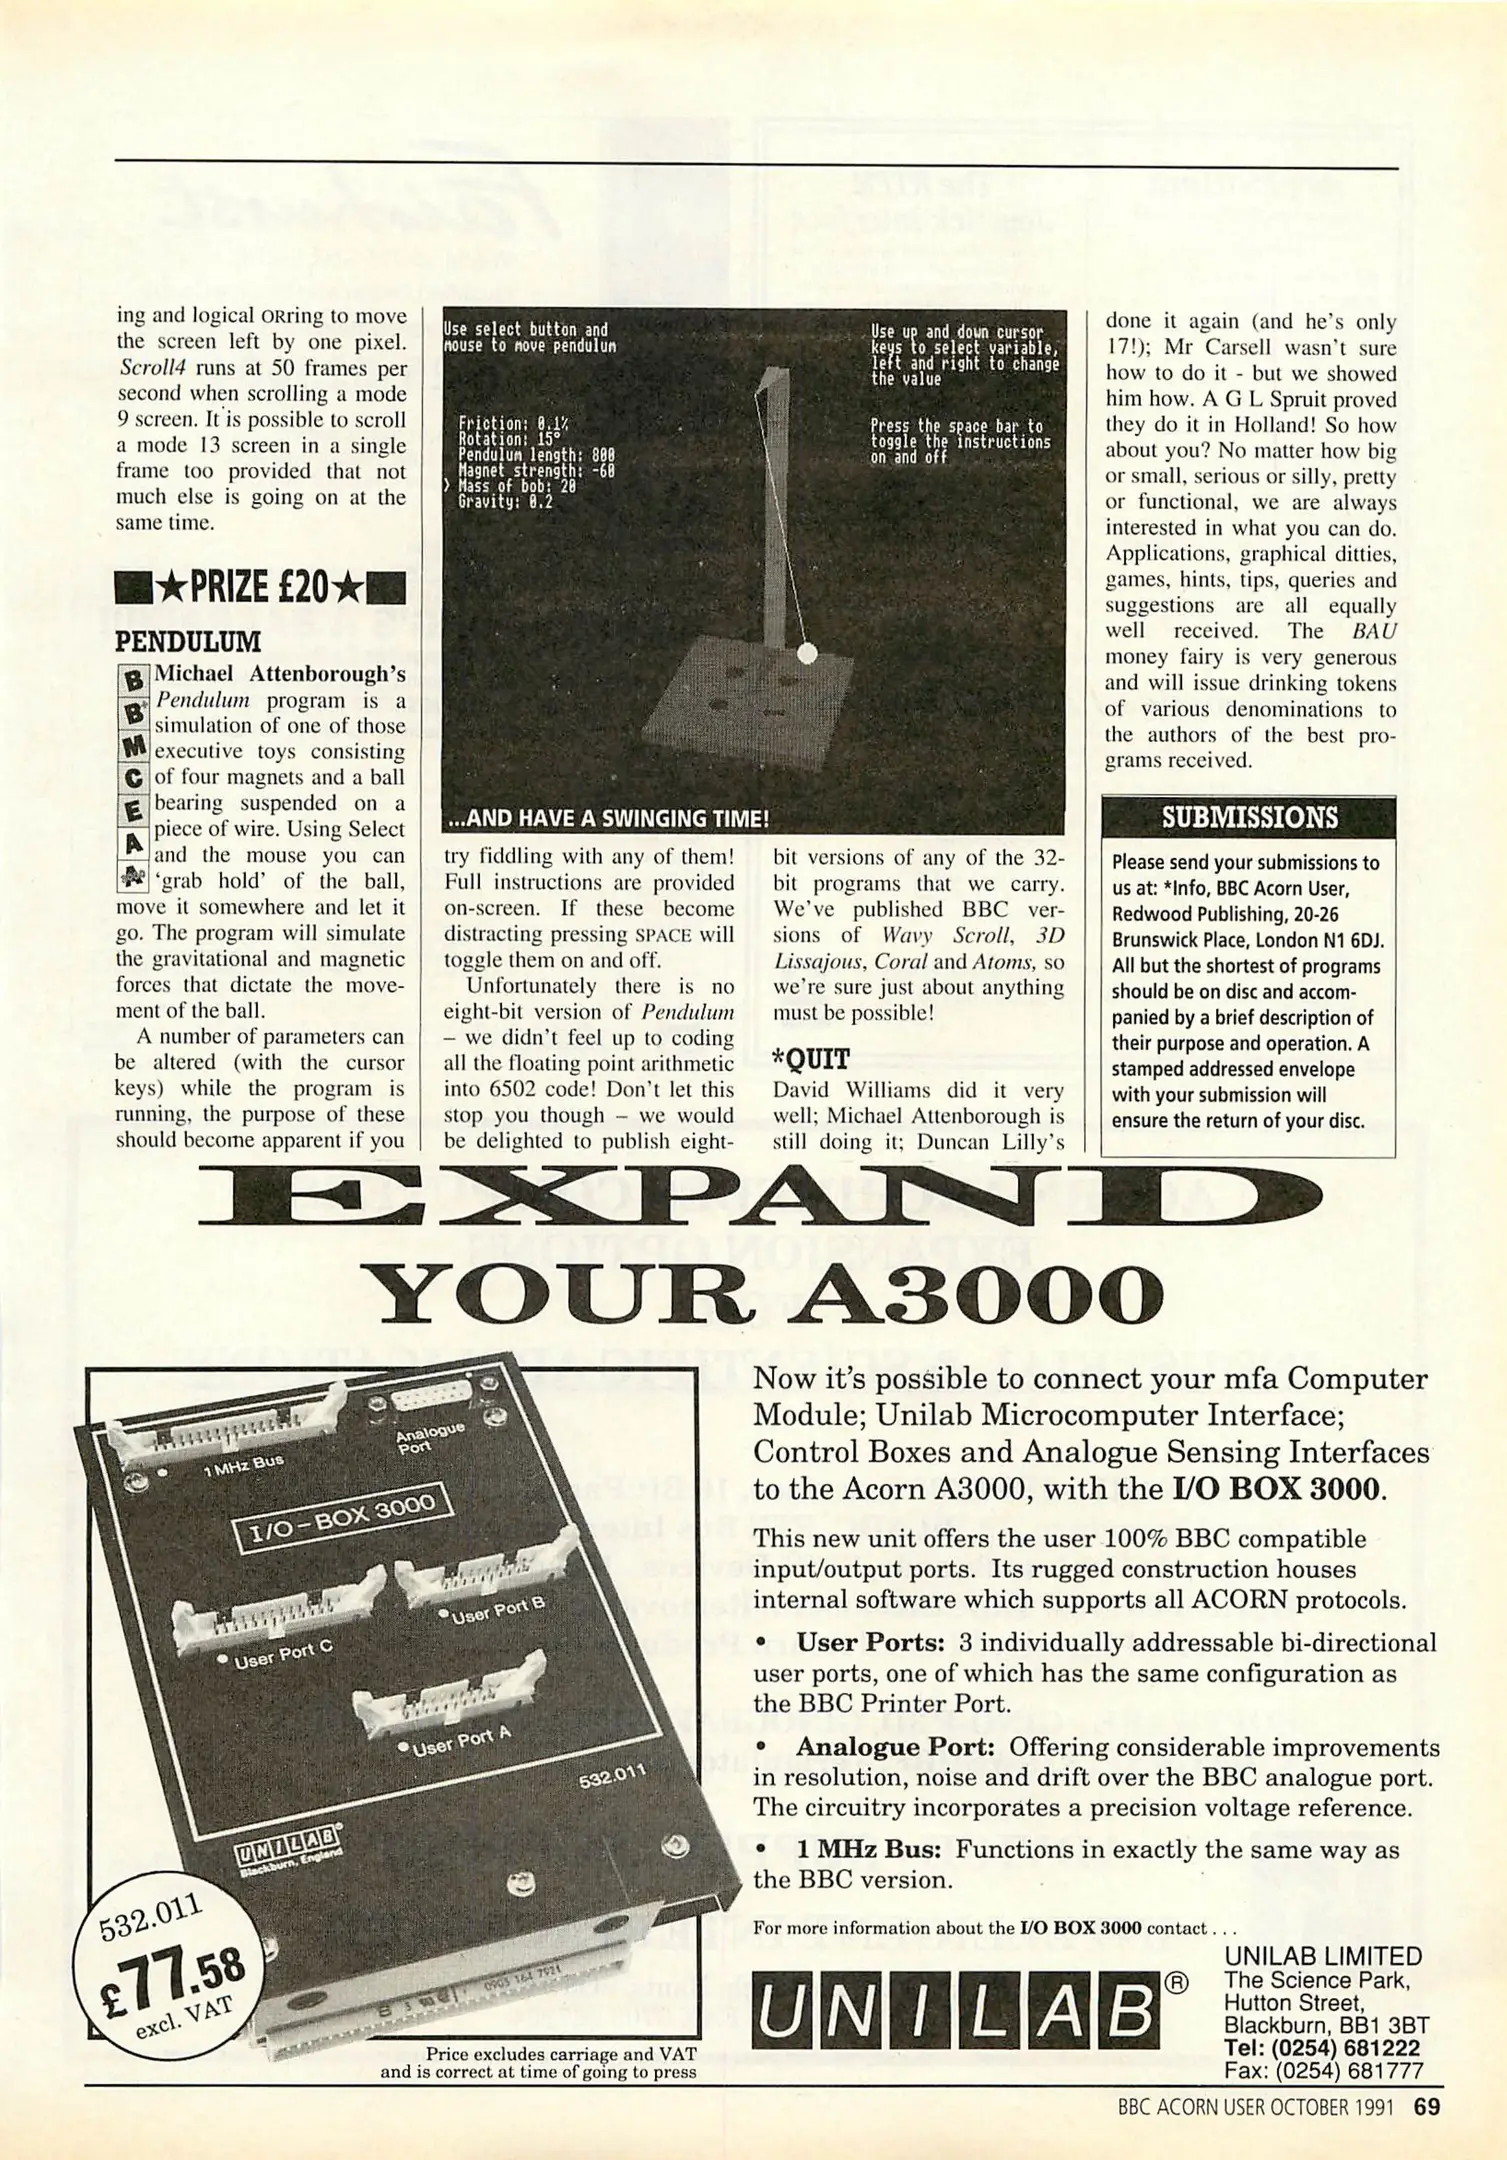 ing and logical ORring to move
the screen left by one pixel.
Scroll4 runs at 50 frames per
second when scrolling a mode
9 screen. It is possible to scroll
a mode 13 screen in a single
frame too provided that not
much else is going on at the
same time.
■★PRIZE £20★■
PENDULUM
B
B+
M
C
E
A
Michael Attenborough's
Pendulum program is a
simulation of one of those
executive toys consisting
of four magnets and a ball
bearing suspended on a
piece of wire. Using Select
and the mouse you can
'grab hold' of the ball,
move it somewhere and let it
go. The program will simulate
the gravitational and magnetic
forces that dictate the move-
ment of the ball.
A number of parameters can
be altered (with the cursor
keys) while the program is
running, the purpose of these
should become apparent if you
Use select button and
mouse to move pendulum
Friction: 0.1%
Rotation: 15°
Pendulum length: 800
Magnet strength: -60
) Mass of bob: 20
Gravity: 0.2
Use up and down cursor
keys to select variable,
left and right to change
the value
Press the space bar to
toggle the instructions
on and off
...AND HAVE A SWINGING TIME!
try fiddling with any of them!
Full instructions are provided
on-screen. If these become
distracting pressing SPACE will
toggle them on and off.
Unfortunately there is no
eight-bit version of Pendulum
– we didn't feel up to coding
all the floating point arithmetic
into 6502 code! Don't let this
stop you though – we would
be delighted to publish eight-
bit versions of any of the 32-
bit programs that we carry.
We've published BBC ver-
sions of Wavy Scroll, 3D
Lissajous, Coral and Atoms, so
we're sure just about anything
must be possible!
*QUIT
David Williams did it very
well; Michael Attenborough is
still doing it; Duncan Lilly's
done it again (and he's only
17!); Mr Carsell wasn't sure
how to do it - but we showed
him how. A G L Spruit proved
they do it in Holland! So how
about you? No matter how big
or small, serious or silly, pretty
or functional, we are always
interested in what you can do.
Applications, graphical ditties,
games, hints, tips, queries and
suggestions are all equally
well received. The BAU
money fairy is very generous
and will issue drinking tokens
of various denominations to
the authors of the best pro-
grams received.
SUBMISSIONS
Please send your submissions to
us at: *Info, BBC Acorn User,
Redwood Publishing, 20-26
Brunswick Place, London N1 6DJ.
All but the shortest of programs
should be on disc and accom-
panied by a brief description of
their purpose and operation. A
stamped addressed envelope
with your submission will
ensure the return of your disc.
EXPAND
YOUR A3000
1 MHz Bus
Analogue
Port
I/O-BOX 3000
User Port C
User Port B
User Port A
532.011
UNILAB®
Blackburn, England
0903 164 7921
532.011
£77.58
excl. VAT
Price excludes carriage and VAT
and is correct at time of going to press
Now it's possible to connect your mfa Computer
Module; Unilab Microcomputer Interface;
Control Boxes and Analogue Sensing Interfaces
to the Acorn A3000, with the I/O BOX 3000.
This new unit offers the user 100% BBC compatible
input/output ports. Its rugged construction houses
internal software which supports all ACORN protocols.
• User Ports: 3 individually addressable bi-directional
user ports, one of which has the same configuration as
the BBC Printer Port.
• Analogue Port: Offering considerable improvements
in resolution, noise and drift over the BBC analogue port.
The circuitry incorporates a precision voltage reference.
• 1 MHz Bus: Functions in exactly the same way as
the BBC version.
For more information about the I/O BOX 3000 contact . . .
UNILAB®
UNILAB LIMITED
The Science Park,
Hutton Street,
Blackburn, BB1 3BT
Tel: (0254) 681222
Fax: (0254) 681777
BBC ACORN USER OCTOBER 1991 69